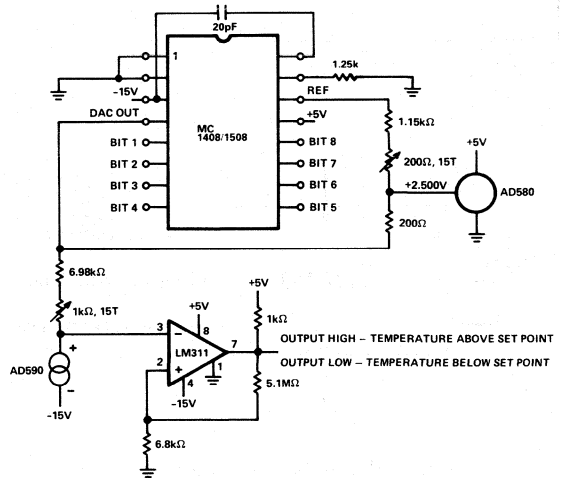 20pF
1
1.25k
-15V
REF
DAC OUT
+5V
MC
1408/1508
1.15kΩ
BIT 1
BIT 8
+5V
BIT 2
BIT 7
200Ω, 15T
BIT 3
BIT 6
+2.500V
AD580
BIT 4
BIT 5
200Ω
6.98kΩ
+5V
1kΩ, 15T
+5V
1kΩ
3
−
8
7
OUTPUT HIGH – TEMPERATURE ABOVE SET POINT
+
LM311
AD590
2
+
1
OUTPUT LOW – TEMPERATURE BELOW SET POINT
−
4
5.1MΩ
-15V
-15V
6.8kΩ